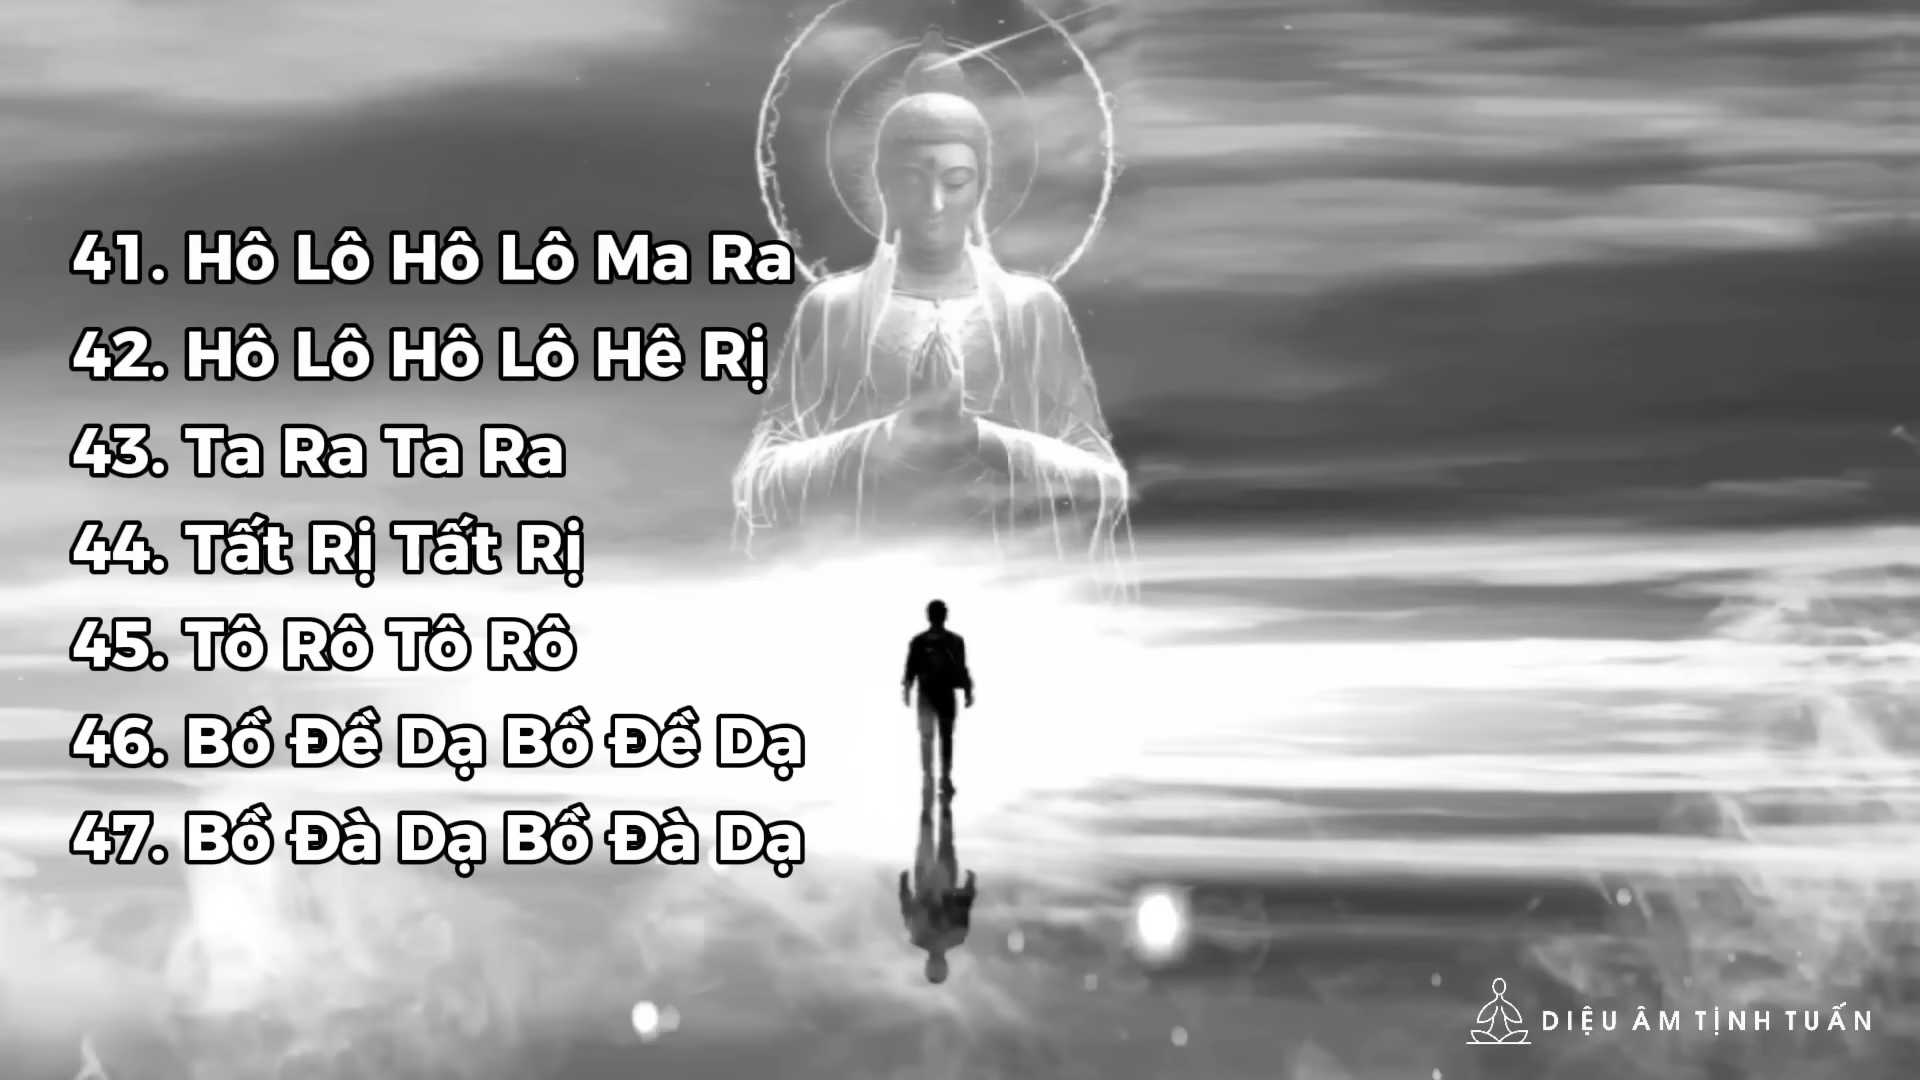 41. Hô Lô Hô Lô Ma Ra
42. Hô Lô Hô Lô Hê Rị
43. Ta Ra Ta Ra
44. Tất Rị Tất Rị
45. Tô Rô Tô Rô
46. Bồ Đề Dạ Bồ Đề Dạ
47. Bồ Đà Dạ Bồ Đà Dạ
DIỆU ÂM TỊNH TUẤN